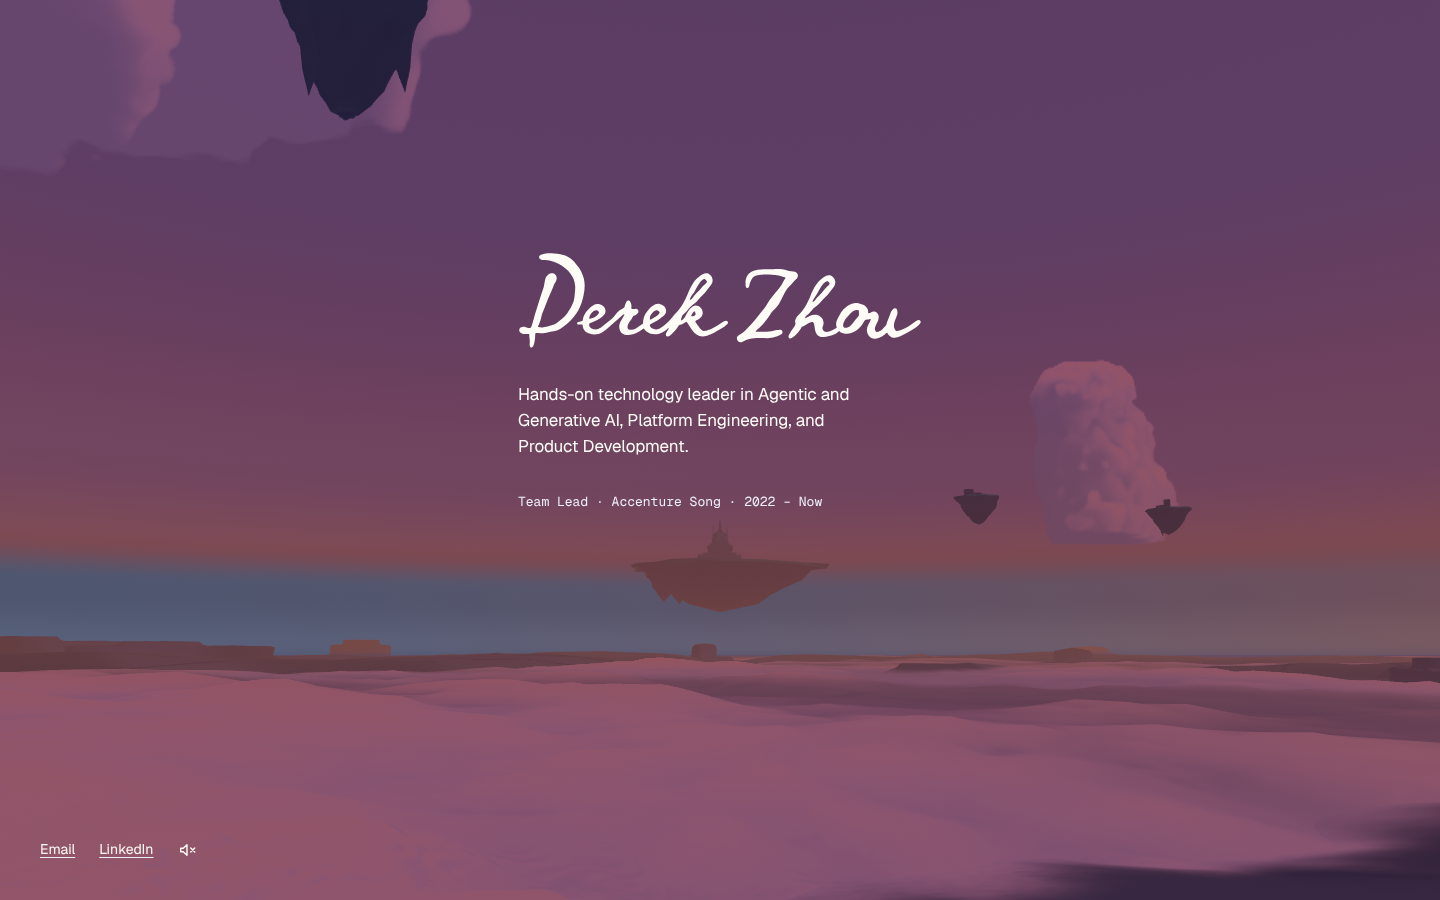 Derek Zhou
Hands-on technology leader in Agentic and
Generative AI, Platform Engineering, and
Product Development.
Team Lead · Accenture Song · 2022 – Now
Email LinkedIn